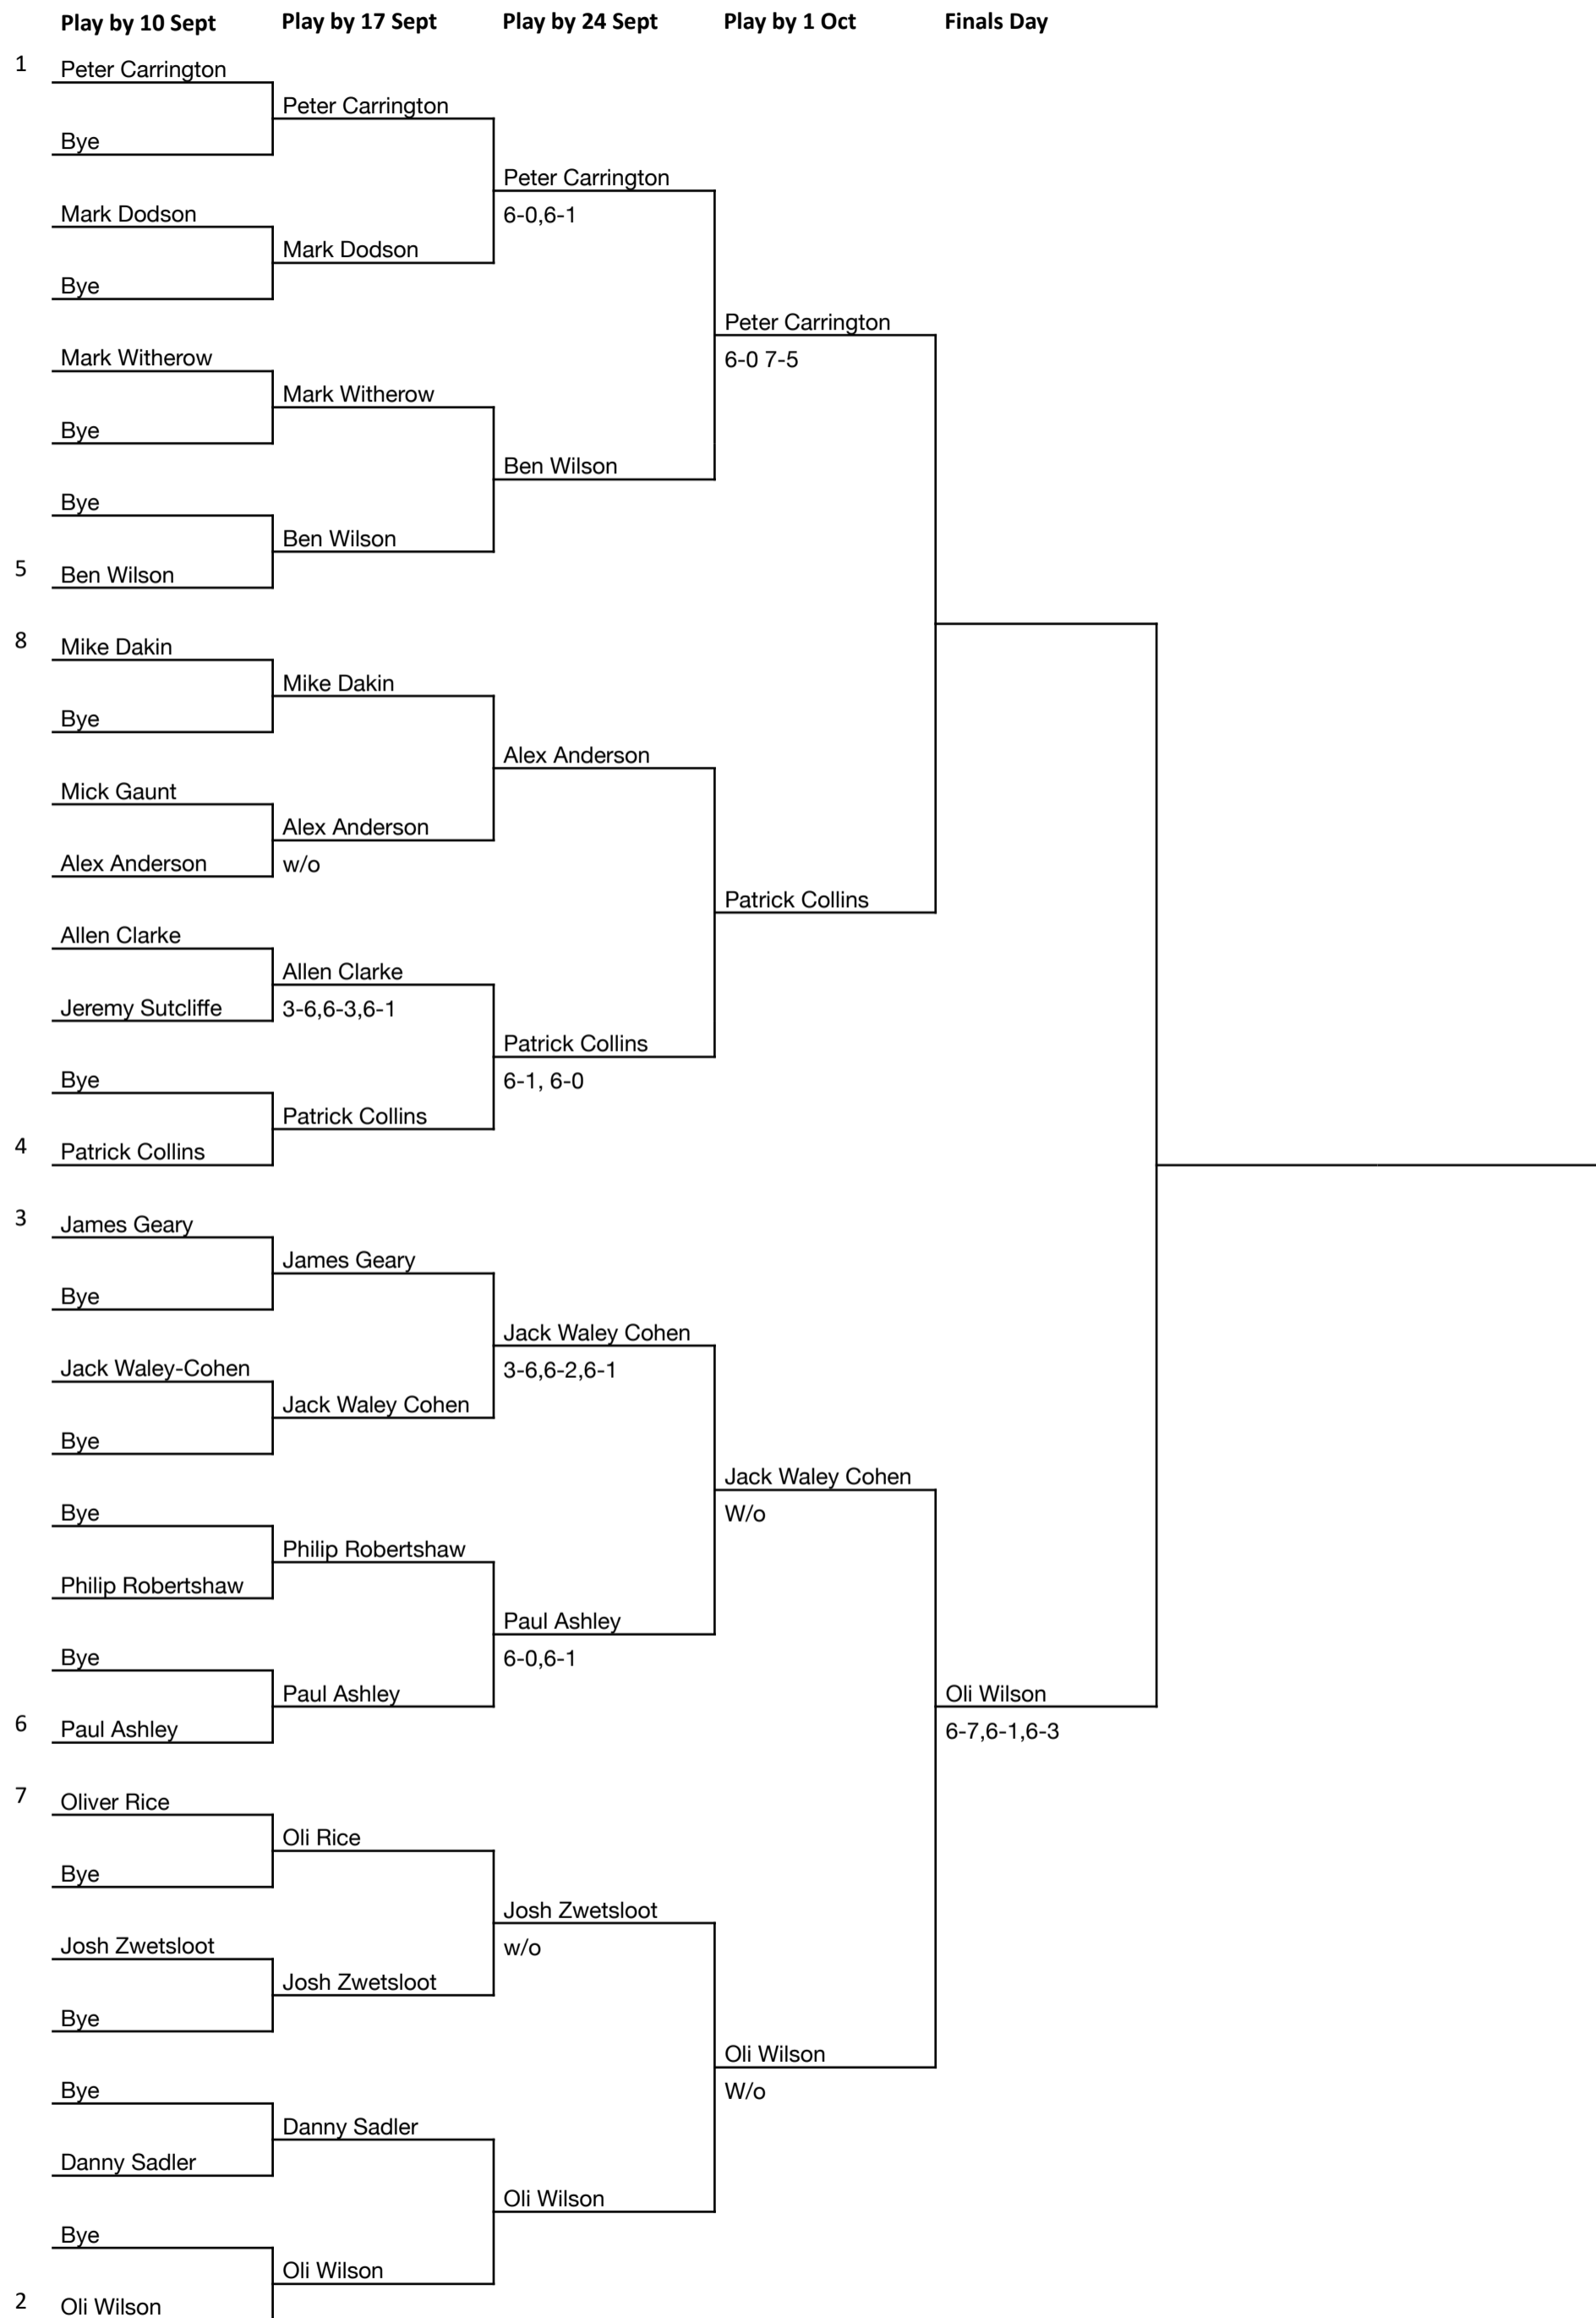 Play by 10 Sept Play by 17 Sept Play by 24 Sept Play by 1 Oct Finals Day
1 Peter Carrington
Peter Carrington
Bye
Peter Carrington
6-0,6-1
Mark Dodson
Mark Dodson
Bye
Peter Carrington
6-0 7-5
Mark Witherow
Mark Witherow
Bye
Ben Wilson
Bye
Ben Wilson
5 Ben Wilson
8 Mike Dakin
Mike Dakin
Bye
Alex Anderson
Mick Gaunt
Alex Anderson
Alex Anderson w/o
Patrick Collins
Allen Clarke
Allen Clarke
Jeremy Sutcliffe 3-6,6-3,6-1
Patrick Collins
Bye 6-1, 6-0
Patrick Collins
4 Patrick Collins
3 James Geary
James Geary
Bye
Jack Waley Cohen
Jack Waley-Cohen 3-6,6-2,6-1
Jack Waley Cohen
Bye
Jack Waley Cohen
Bye W/o
Philip Robertshaw
Philip Robertshaw
Paul Ashley
Bye 6-0,6-1
Paul Ashley Oli Wilson
6 Paul Ashley 6-7,6-1,6-3
7 Oliver Rice
Oli Rice
Bye
Josh Zwetsloot
Josh Zwetsloot w/o
Josh Zwetsloot
Bye
Oli Wilson
Bye W/o
Danny Sadler
Danny Sadler
Oli Wilson
Bye
Oli Wilson
2 Oli Wilson